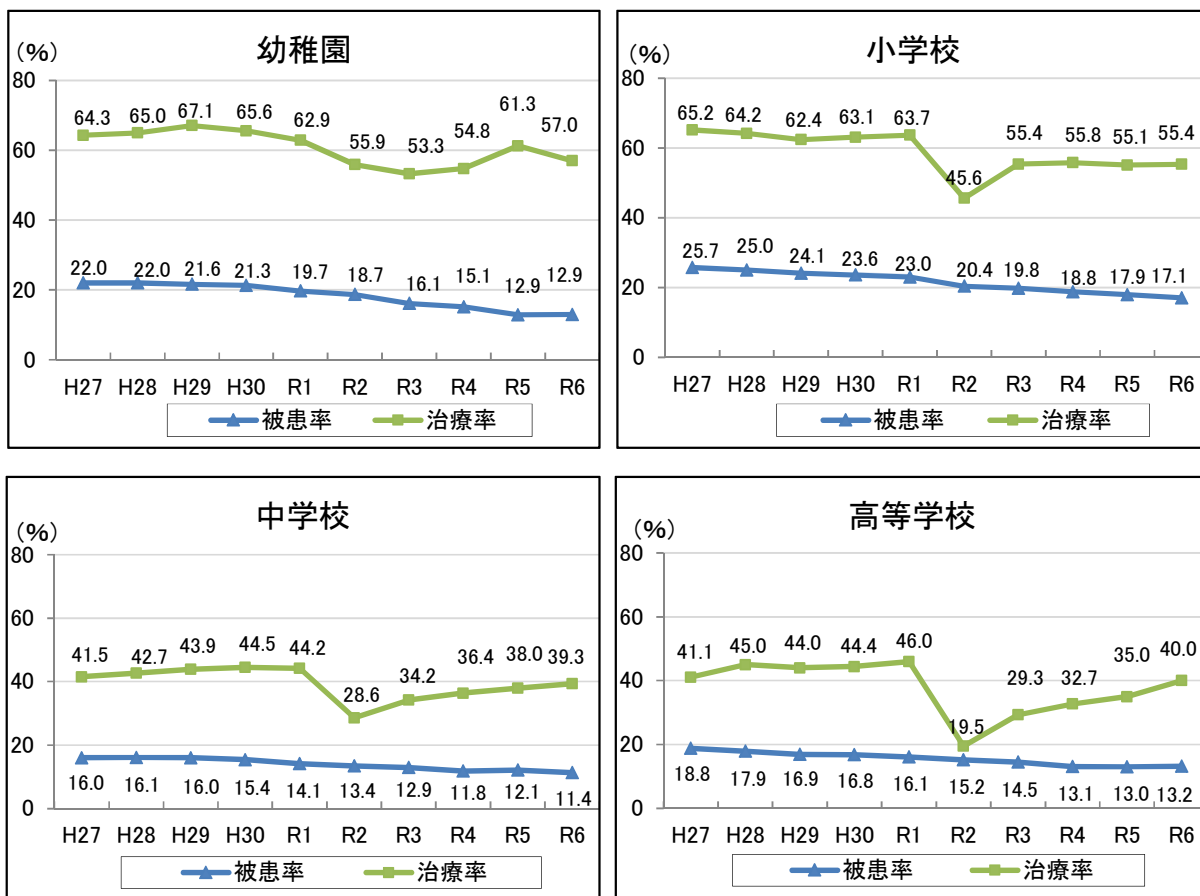 幼稚園
(%)
80
60
40
20
0
64.3 65.0 67.1 65.6 62.9 55.9 53.3 54.8 61.3 57.0
22.0 22.0 21.6 21.3 19.7 18.7 16.1 15.1 12.9 12.9
H27 H28 H29 H30 R1 R2 R3 R4 R5 R6
被患率 治療率
小学校
(%)
80
60
40
20
0
65.2 64.2 62.4 63.1 63.7 45.6 55.4 55.8 55.1 55.4
25.7 25.0 24.1 23.6 23.0 20.4 19.8 18.8 17.9 17.1
H27 H28 H29 H30 R1 R2 R3 R4 R5 R6
被患率 治療率
中学校
(%)
80
60
40
20
0
41.5 42.7 43.9 44.5 44.2 28.6 34.2 36.4 38.0 39.3
16.0 16.1 16.0 15.4 14.1 13.4 12.9 11.8 12.1 11.4
H27 H28 H29 H30 R1 R2 R3 R4 R5 R6
被患率 治療率
高等学校
(%)
80
60
40
20
0
41.1 45.0 44.0 44.4 46.0 19.5 29.3 32.7 35.0 40.0
18.8 17.9 16.9 16.8 16.1 15.2 14.5 13.1 13.0 13.2
H27 H28 H29 H30 R1 R2 R3 R4 R5 R6
被患率 治療率